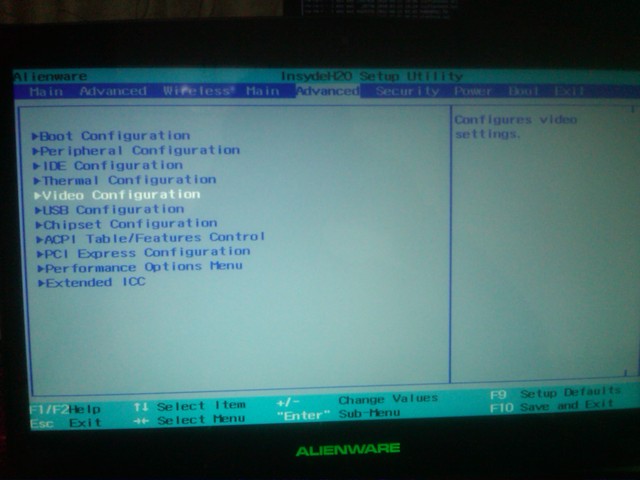 Alienware InsydeH20 Setup Utility
Main Advanced Wireless Main Advanced Security Power Boot Exit
Boot Configuration
Peripheral Configuration
IDE Configuration
Thermal Configuration
Video Configuration
USB Configuration
Chipset Configuration
ACPI Table/Features Control
PCI Express Configuration
Performance Options Menu
Extended ICC
Configures video
settings.
F1/F2 Help ↑↓ Select Item +/- Change Values F9 Setup Defaults
Esc Exit ↔ Select Menu "Enter" Sub-Menu F10 Save and Exit
ALIENWARE